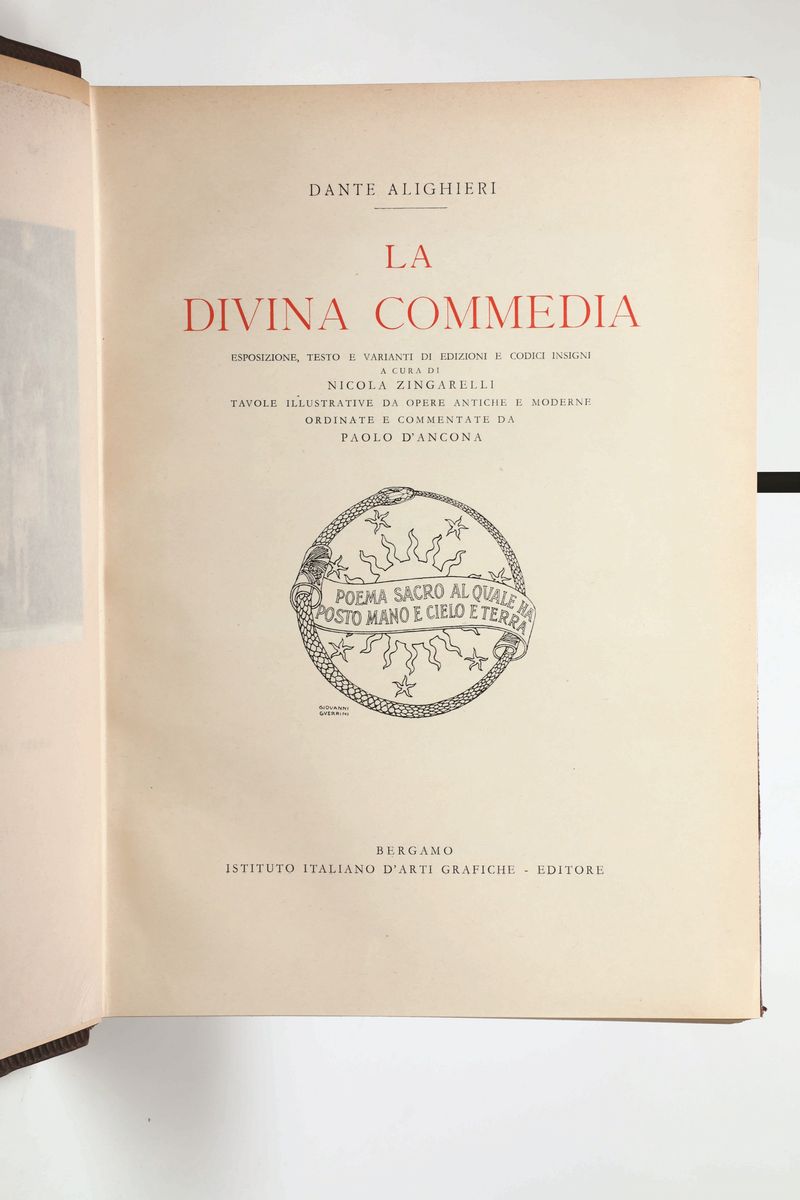 DANTE ALIGHIERI
LA
DIVINA COMMEDIA
ESPOSIZIONE, TESTO E VARIANTI DI EDIZIONI E CODICI INSIGNI
A CURA DI
NICOLA ZINGARELLI
TAVOLE ILLUSTRATIVE DA OPERE ANTICHE E MODERNE
ORDINATE E COMMENTATE DA
PAOLO D'ANCONA
POEMA SACRO AL QUALE HA
POSTO MANO E CIELO E TERRA
GIOVANNI
GVERRINI
BERGAMO
ISTITUTO ITALIANO D'ARTI GRAFICHE - EDITORE